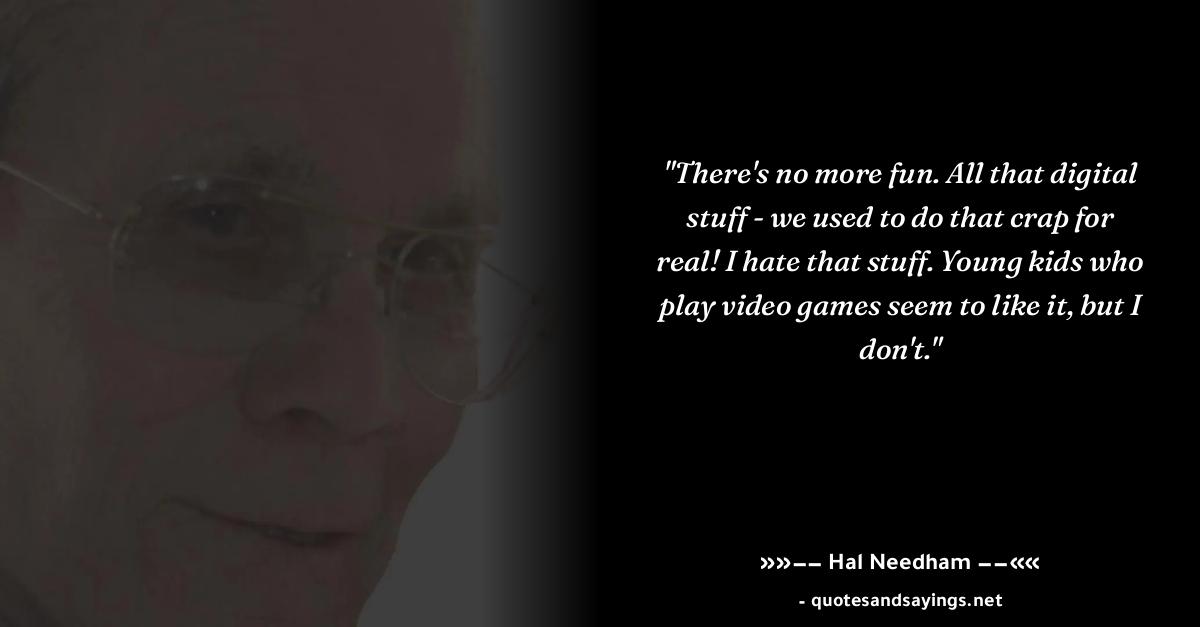 "There's no more fun. All that digital
stuff - we used to do that crap for
real! I hate that stuff. Young kids who
play video games seem to like it, but I
don't."
»»–– Hal Needham ––««
- quotesandsayings.net